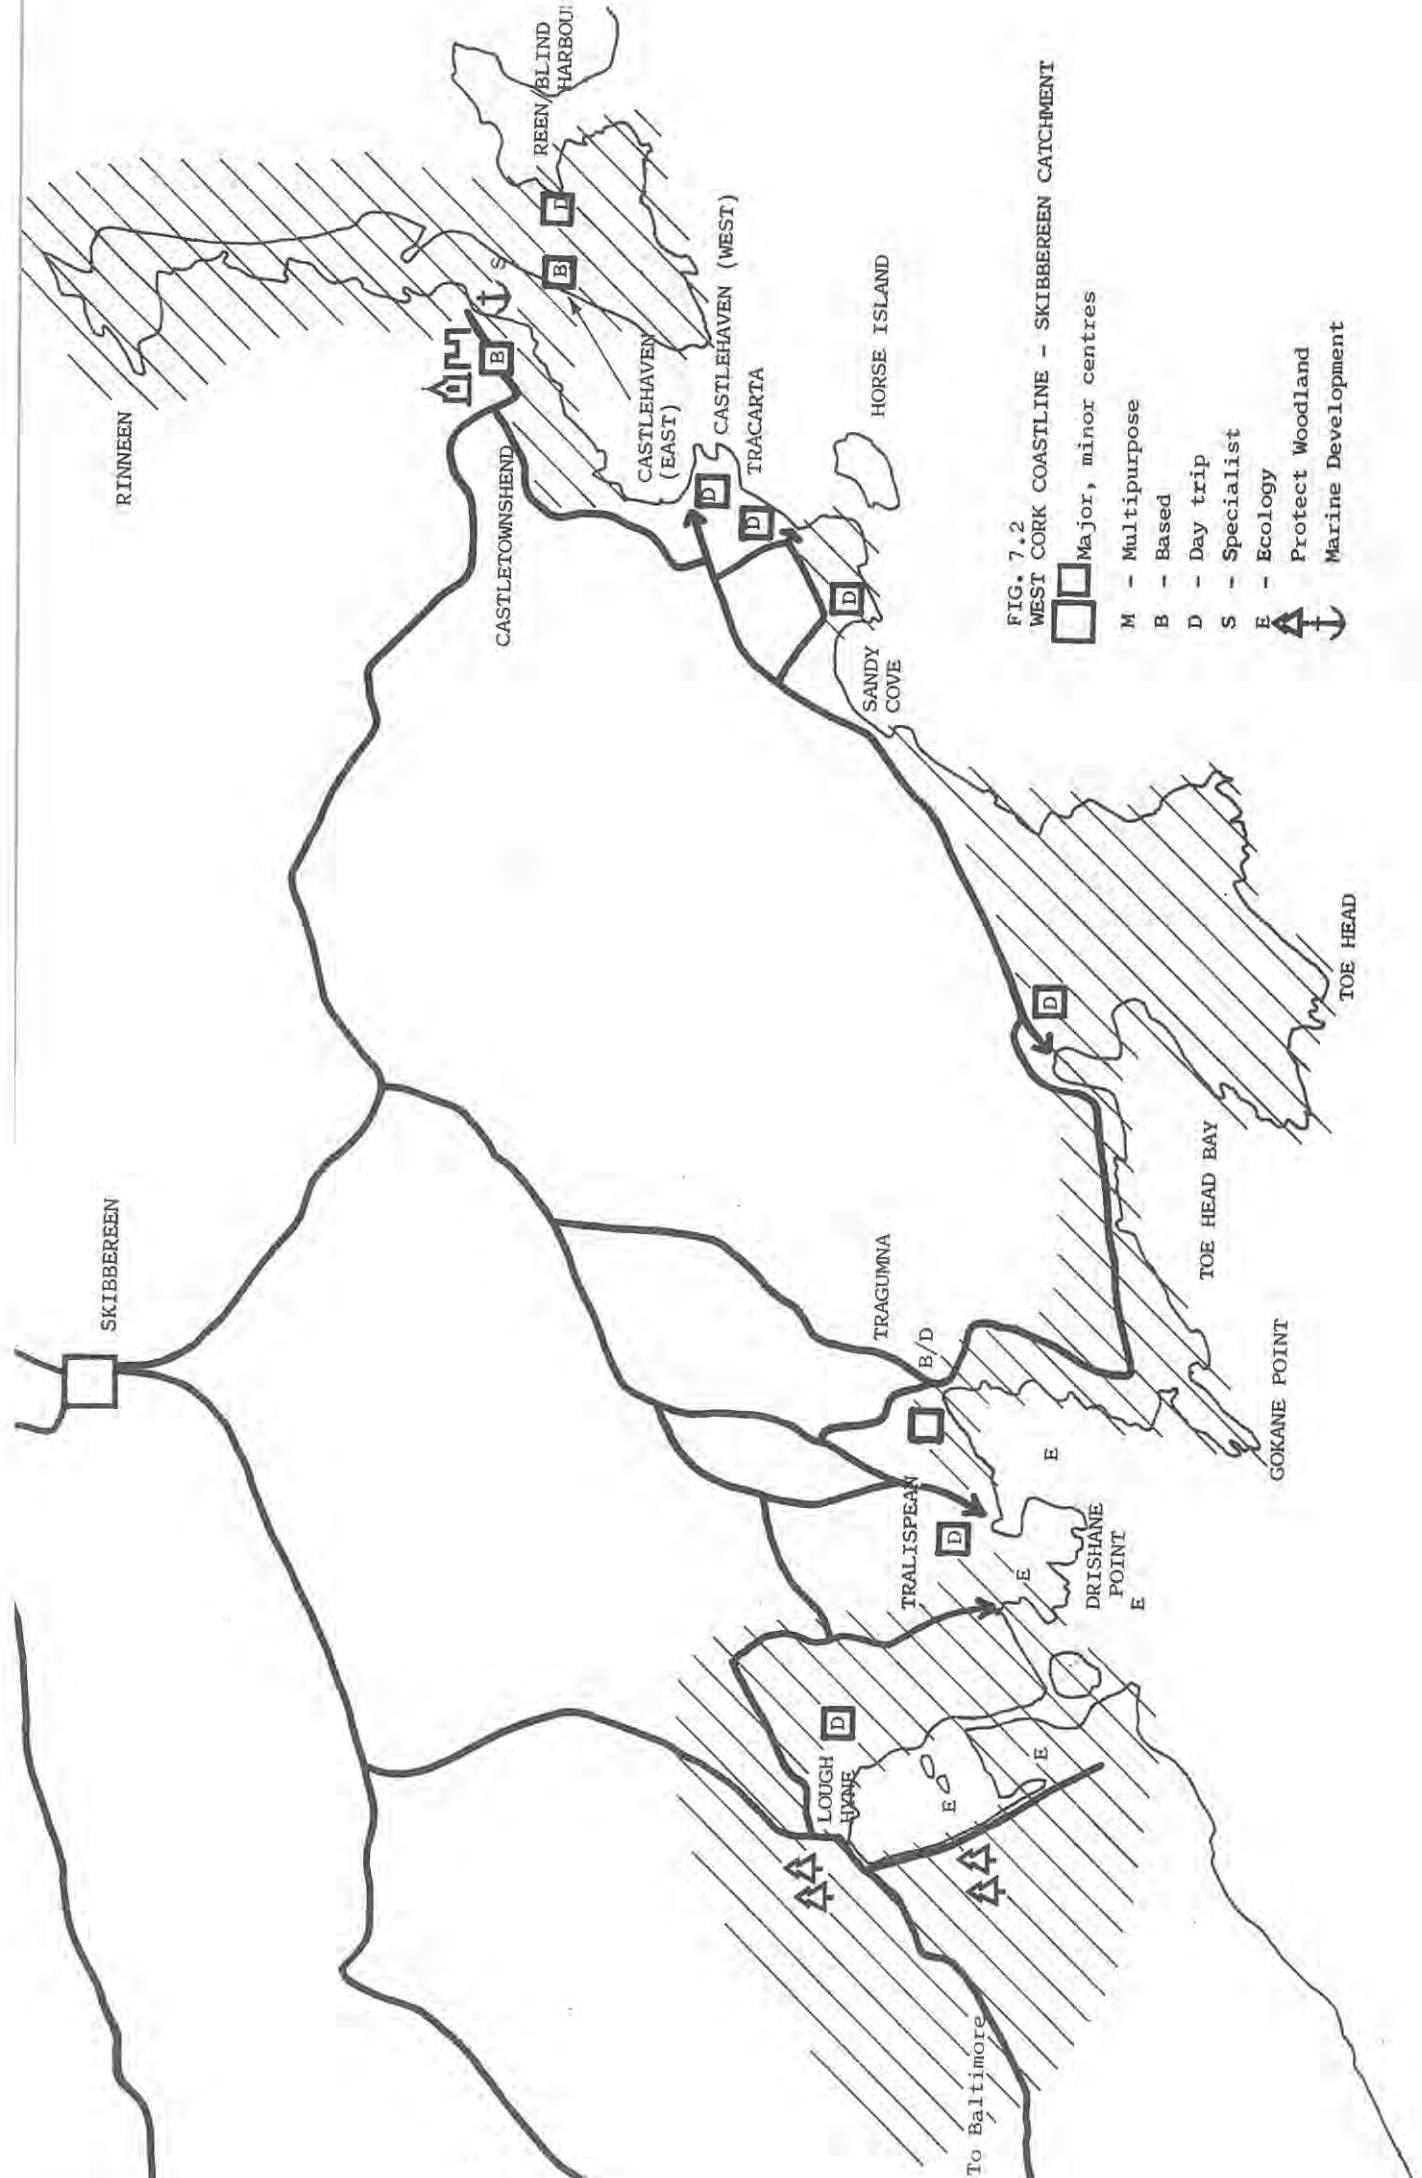 FIG. 7.2
WEST CORK COASTLINE - SKIBBEREEN CATCHMENT
Major, minor centres
M - Multipurpose
B - Based
D - Day trip
S - Specialist
E - Ecology
Protect Woodland
Marine Development
SKIBBEREEN
RINNEEN
REEN
BLIND
HARBOU
D
B
S
B
CASTLETOWNSHEND
CASTLEHAVEN
(EAST)
CASTLEHAVEN (WEST)
D
TRACARTA
D
HORSE ISLAND
D
SANDY
COVE
D
TOE HEAD
TOE HEAD BAY
TRAGUMNA
B/D
GOKANE POINT
E
TRALISPEAN
D
E
DRISHANE
POINT
E
D
LOUGH
HYNE
E
E
To Baltimore